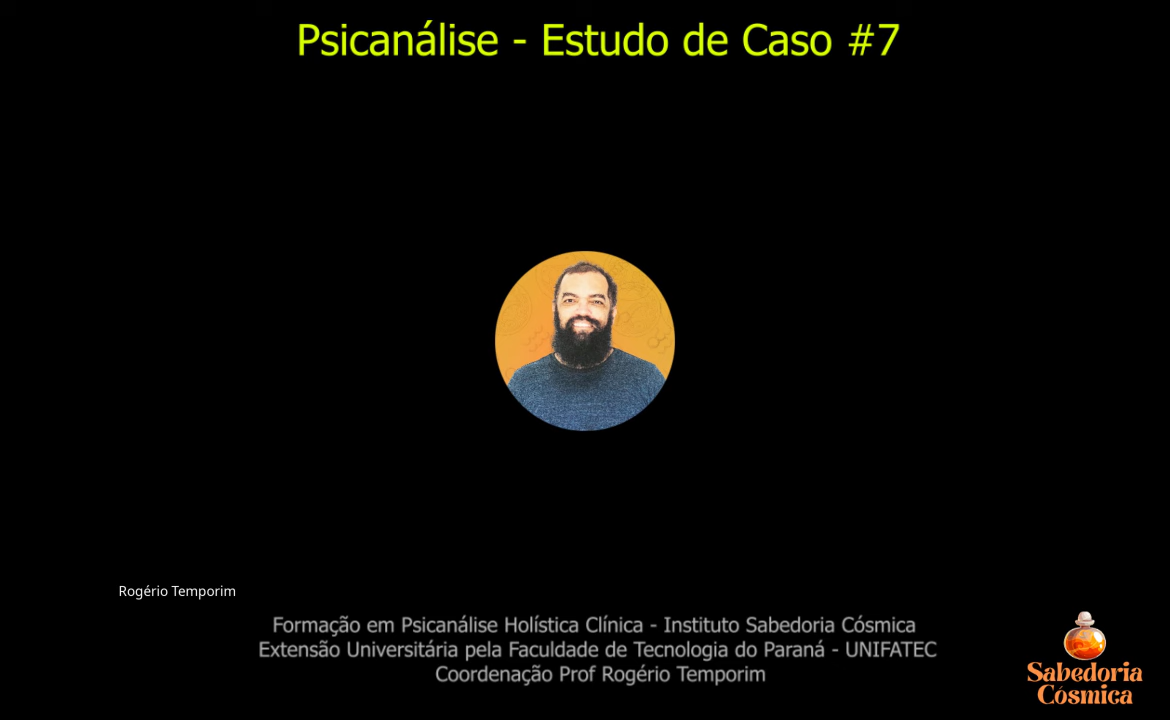 Psicanálise - Estudo de Caso #7
Rogério Temporim
Formação em Psicanálise Holística Clínica - Instituto Sabedoria Cósmica
Extensão Universitária pela Faculdade de Tecnologia do Paraná - UNIFATEC
Coordenação Prof Rogério Temporim
Sabedoria
Cósmica